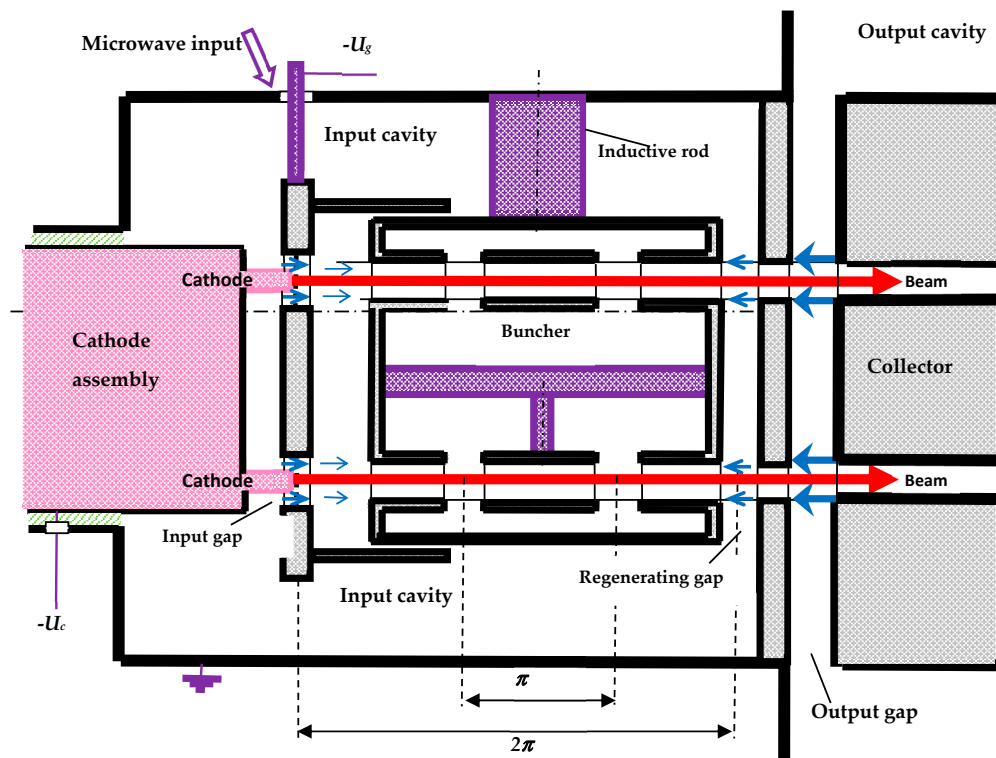 Output cavity
Microwave input
-Ug
Input cavity
Inductive rod
Cathode
Beam
Buncher
Cathode
assembly
Collector
Cathode
Beam
Input gap
Regenerating gap
Input cavity
-Uc
π
Output gap
2π